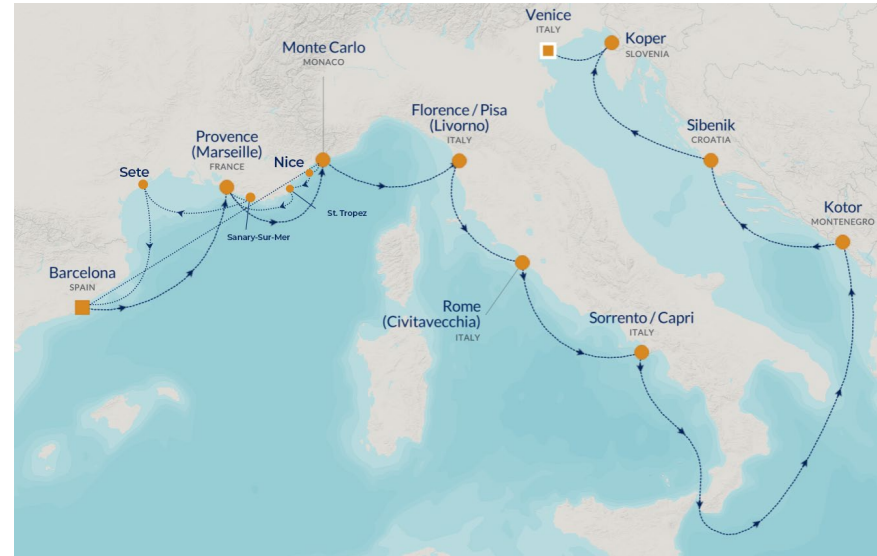 Venice
ITALY
Koper
SLOVENIA
Monte Carlo
MONACO
Florence / Pisa
(Livorno)
ITALY
Provence
(Marseille)
FRANCE
Sibenik
CROATIA
Nice
Sete
Kotor
MONTENEGRO
St. Tropez
Sanary-Sur-Mer
Barcelona
SPAIN
Rome
(Civitavecchia)
ITALY
Sorrento / Capri
ITALY